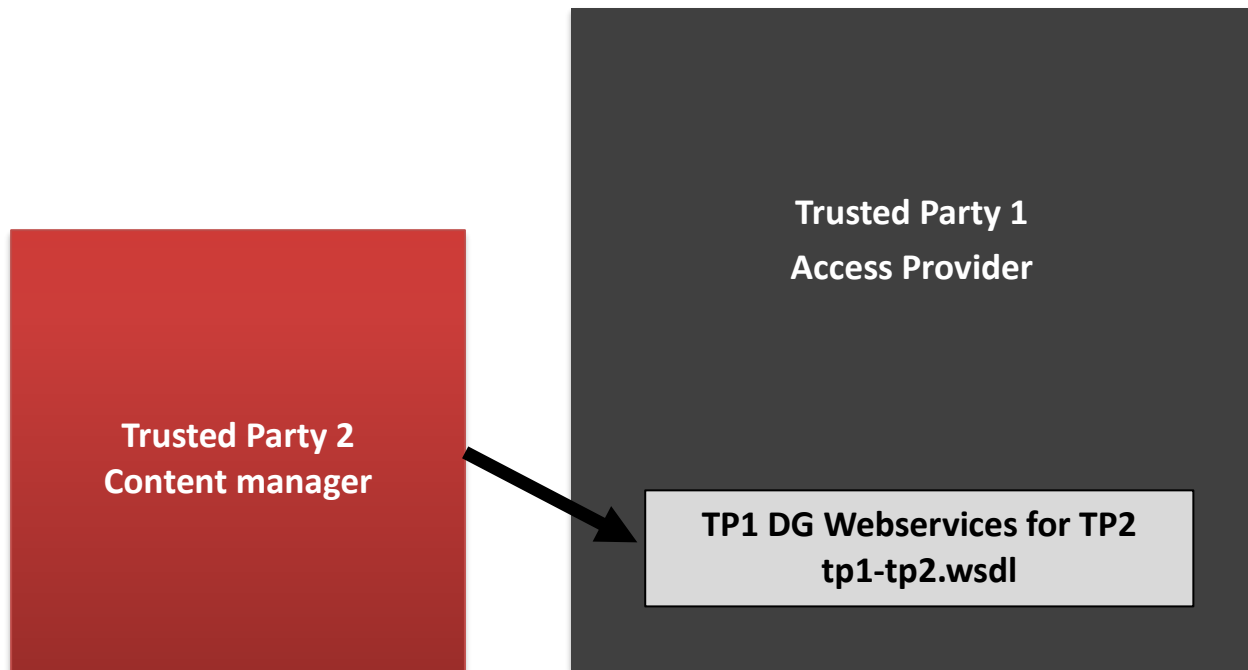 Trusted Party 1
Access Provider
Trusted Party 2
Content manager
TP1 DG Webservices for TP2
tp1-tp2.wsdl